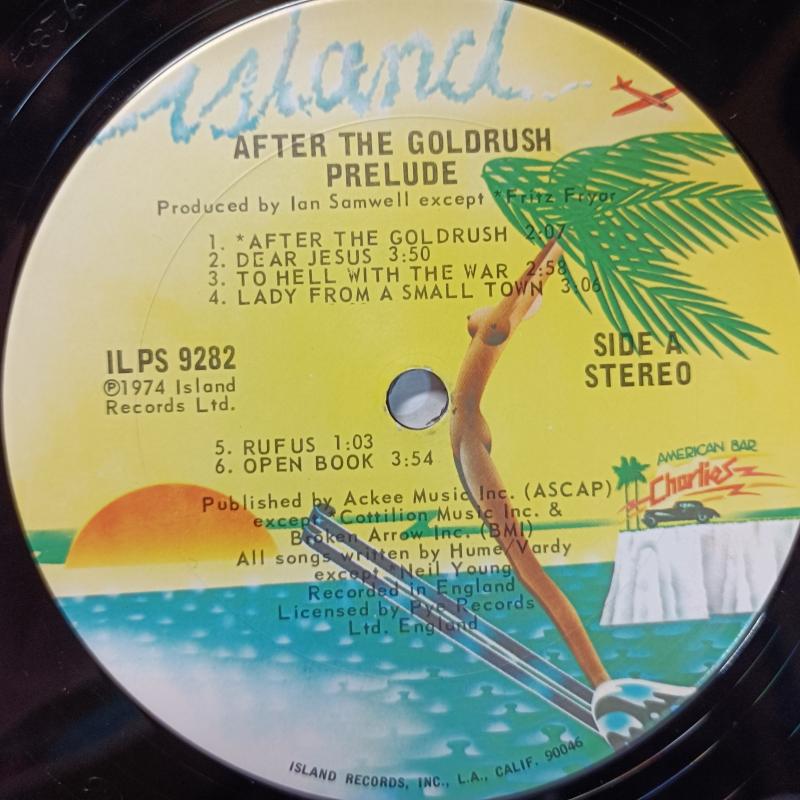 island
AFTER THE GOLDRUSH
PRELUDE
Produced by Ian Samwell except *Fritz Fryer
1. *AFTER THE GOLDRUSH 2:07
2. DEAR JESUS 3:50
3. TO HELL WITH THE WAR 2:58
4. LADY FROM A SMALL TOWN 3:06
ILPS 9282
℗1974 Island
Records Ltd.
SIDE A
STEREO
5. RUFUS 1:03
6. OPEN BOOK 3:54
AMERICAN BAR
Charlies
Published by Ackee Music Inc. (ASCAP)
except *Cotillion Music Inc. &
Broken Arrow Inc. (BMI)
All songs written by Hume/Vardy
except *Neil Young
Recorded in England
Licensed by Pye Records
Ltd. England
ISLAND RECORDS, INC., L.A., CALIF. 90046